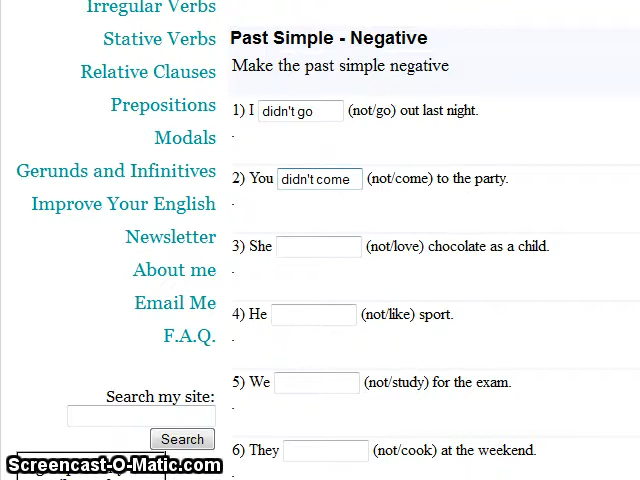 Irregular Verbs
Stative Verbs
Relative Clauses
Prepositions
Modals
Gerunds and Infinitives
Improve Your English
Newsletter
About me
Email Me
F.A.Q.
Search my site:
Search
Screencast-O-Matic.com
Past Simple - Negative
Make the past simple negative
1) I didn't go (not/go) out last night.
.
2) You didn't come (not/come) to the party.
.
3) She (not/love) chocolate as a child.
.
4) He (not/like) sport.
.
5) We (not/study) for the exam.
.
6) They (not/cook) at the weekend.
.